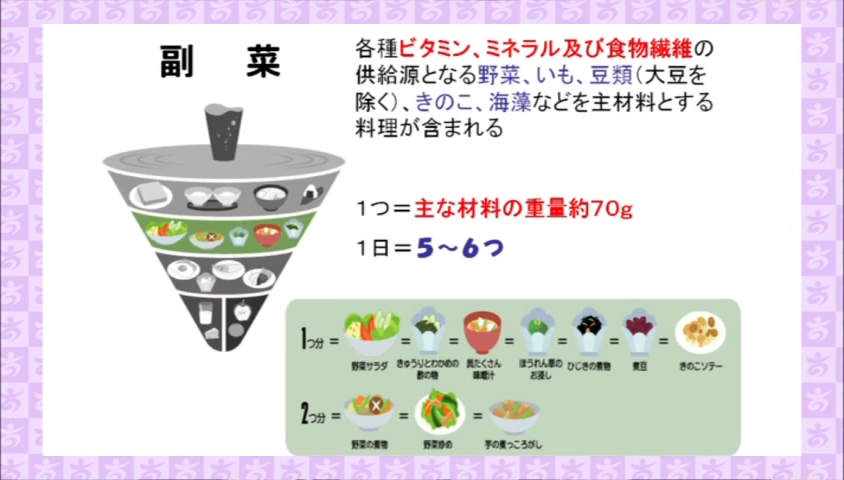 副 菜
各種ビタミン、ミネラル及び食物繊維の
供給源となる野菜、いも、豆類(大豆を
除く)、きのこ、海藻などを主材料とする
料理が含まれる
1つ=主な材料の重量約70g
1日=5~6つ
1つ分 = = = = = = =
野菜サラダ きゅうりとわかめの 具たくさん ほうれん草の ひじきの煮物 煮豆 きのこソテー
酢の物 味噌汁 お浸し
2つ分 = = =
野菜の煮物 野菜炒め 芋の煮っころがし